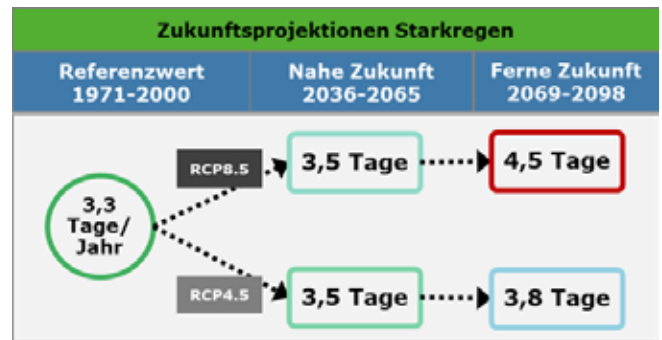 Zukunftsprojektionen Starkregen
Referenzwert
1971-2000
Nahe Zukunft
2036-2065
Ferne Zukunft
2069-2098
RCP8.5
3,5 Tage
4,5 Tage
3,3
Tage/
Jahr
RCP4.5
3,5 Tage
3,8 Tage